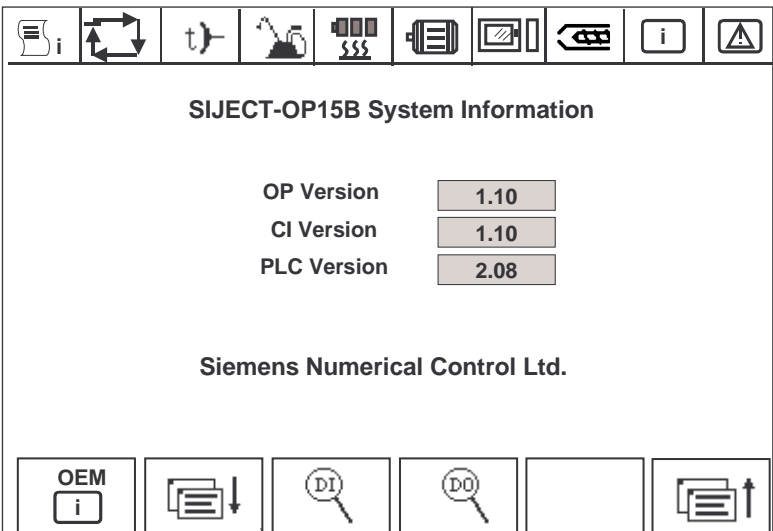 i
t
i
SIJECT-OP15B System Information
OP Version 1.10
CI Version 1.10
PLC Version 2.08
Siemens Numerical Control Ltd.
OEM
i
DI
DO